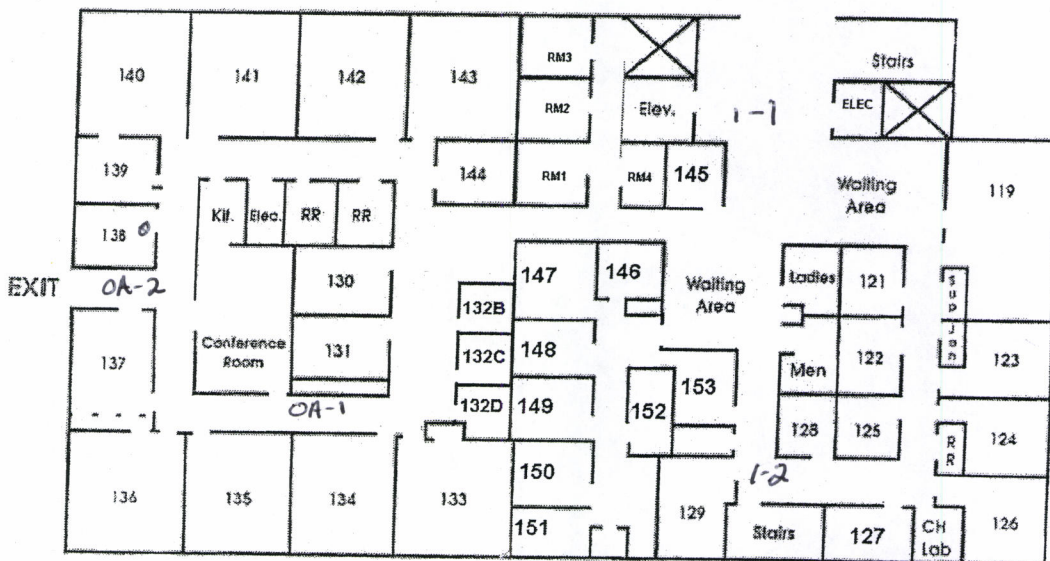 140 141 142 143 RM3 Stairs
RM2 Elev. 1-1 ELEC
139 144 RM1 RM4 145 Waiting Area 119
138 O Kit. Elec. RR RR
EXIT OA-2 130 147 146 Waiting Area Ladies 121 Sup Jan
132B
137 Conference Room 131 132C 148 Men 122 123
OA-1 132D 149 152 153
128 125 RR 124
136 135 134 133 150 1-2
151 129 Stairs 127 CH Lab 126